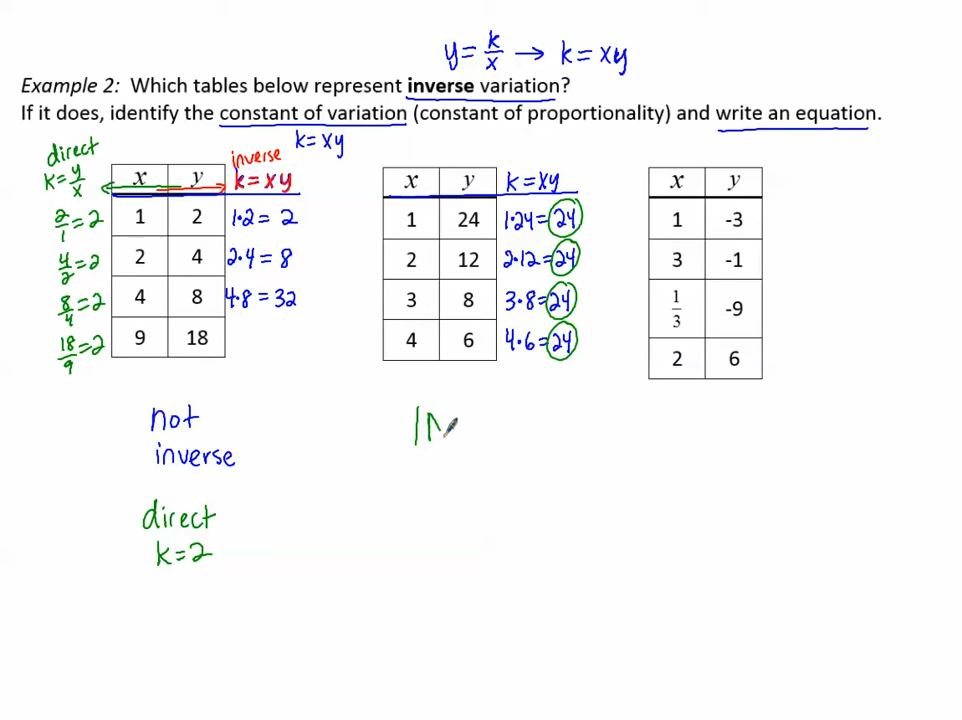 y = k/x → k = xy
Example 2: Which tables below represent inverse variation?
If it does, identify the constant of variation (constant of proportionality) and write an equation.
k = xy
direct
k = y/x
inverse
x y k = xy
2/1 = 2 1 2 1•2 = 2
4/2 = 2 2 4 2•4 = 8
8/4 = 2 4 8 4•8 = 32
18/9 = 2 9 18
not
inverse
direct
k = 2
x y k = xy
1 24 1•24 = 24
2 12 2•12 = 24
3 8 3•8 = 24
4 6 4•6 = 24
IN
x y
1 -3
3 -1
1/3 -9
2 6